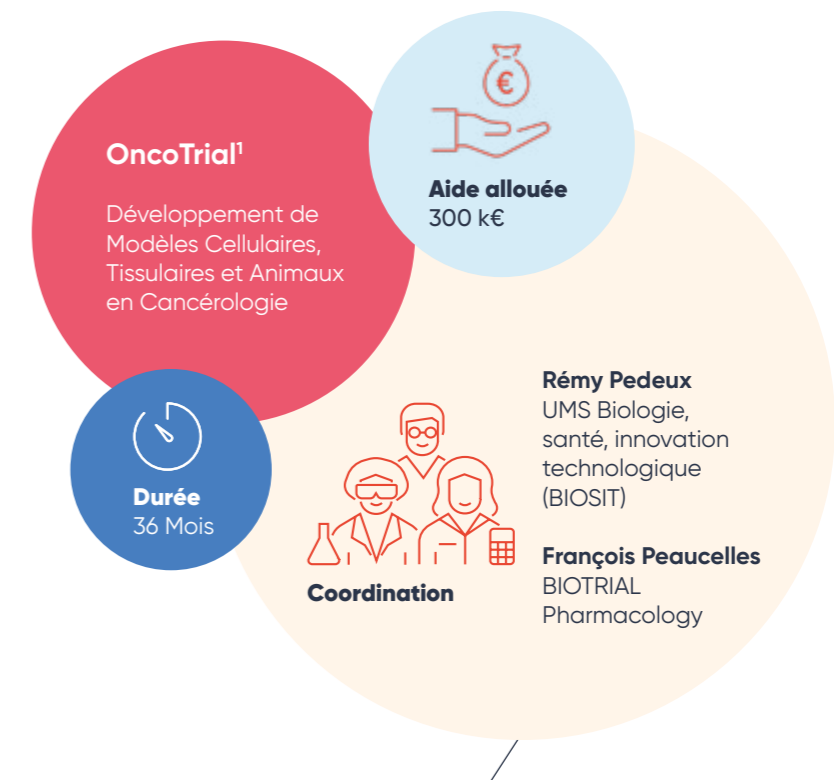 OncoTrial¹
Développement de
Modèles Cellulaires,
Tissulaires et Animaux
en Cancérologie
€
Aide allouée
300 k€
Durée
36 Mois
Coordination
Rémy Pedeux
UMS Biologie,
santé, innovation
technologique
(BIOSIT)
François Peaucelles
BIOTRIAL
Pharmacology